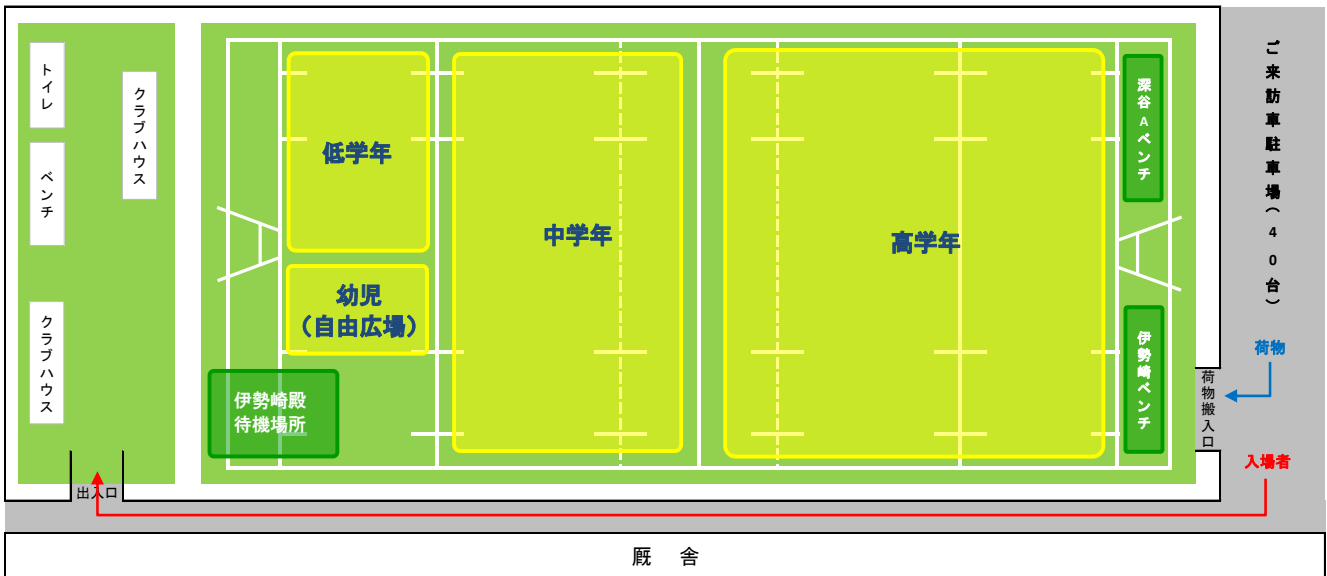 トイレ
ベンチ
クラブハウス
クラブハウス
出入口
低学年
幼児
(自由広場)
伊勢崎殿
待機場所
中学年
高学年
深谷Aベンチ
伊勢崎ベンチ
荷物搬入口
ご来訪車駐車場(40台)
荷物
入場者
厩 舎